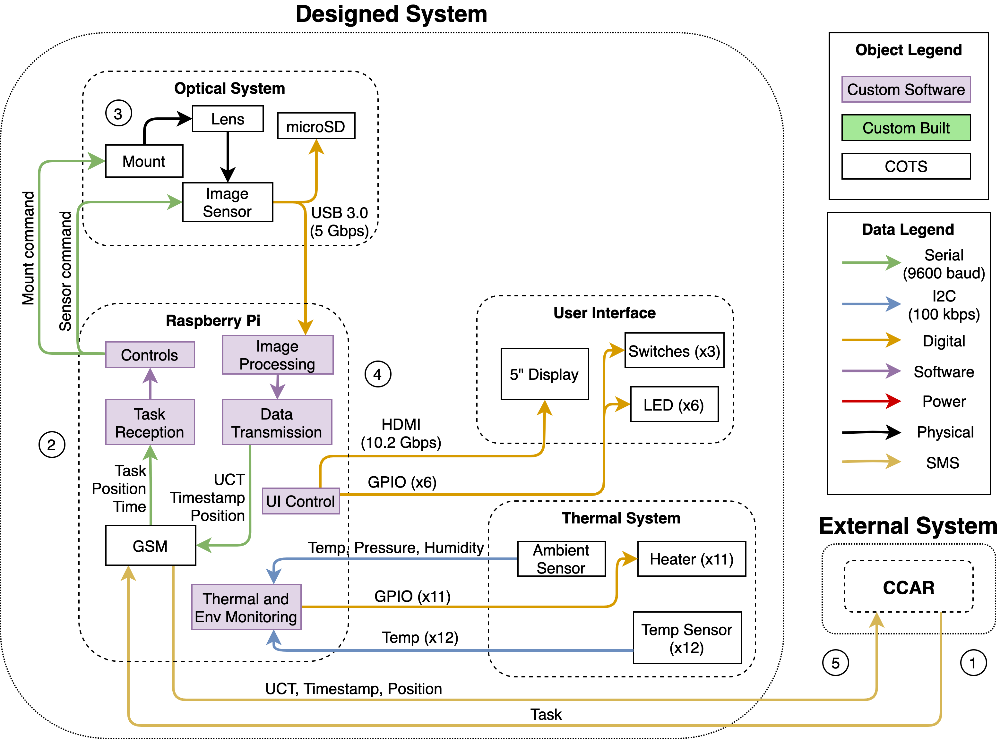 Designed System
Optical System
3
Lens
microSD
Mount
Image
Sensor
USB 3.0
(5 Gbps)
Mount command
Sensor command
Raspberry Pi
Controls
Image
Processing
4
Task
Reception
Data
Transmission
2
Task
Position
Time
UCT
Timestamp
Position
UI Control
GSM
Thermal and
Env Monitoring
HDMI
(10.2 Gbps)
GPIO (x6)
User Interface
5" Display
Switches (x3)
LED (x6)
Thermal System
Temp, Pressure, Humidity
Ambient
Sensor
Heater (x11)
GPIO (x11)
Temp (x12)
Temp Sensor
(x12)
UCT, Timestamp, Position
Task
Object Legend
Custom Software
Custom Built
COTS
Data Legend
Serial
(9600 baud)
I2C
(100 kbps)
Digital
Software
Power
Physical
SMS
External System
CCAR
5
1